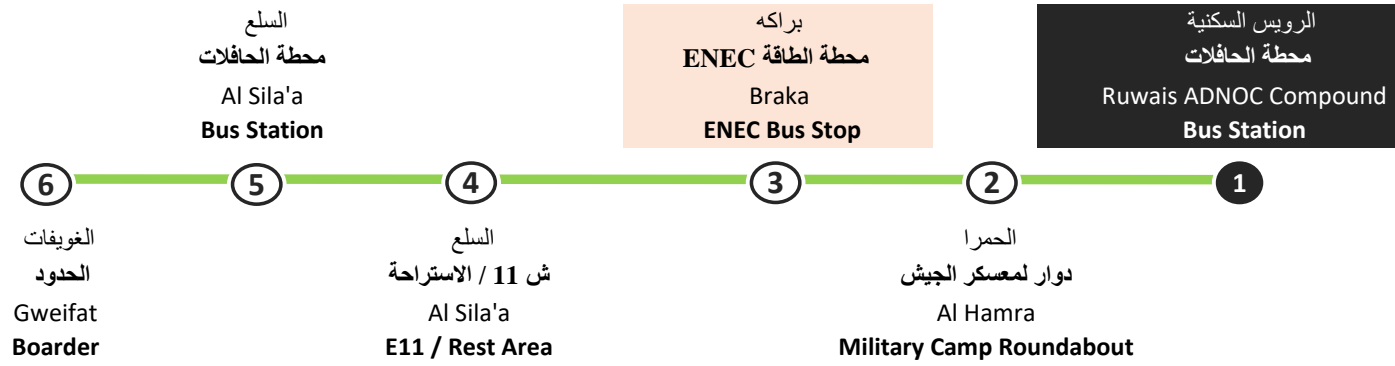 السلع
محطة الحافلات
Al Sila'a
Bus Station
براكه
محطة الطاقة ENEC
Braka
ENEC Bus Stop
الرويس السكنية
محطة الحافلات
Ruwais ADNOC Compound
Bus Station
6 5 4 3 2 1
الغويفات
الحدود
Gweifat
Boarder
السلع
ش 11 / الاستراحة
Al Sila'a
E11 / Rest Area
الحمرا
دوار لمعسكر الجيش
Al Hamra
Military Camp Roundabout